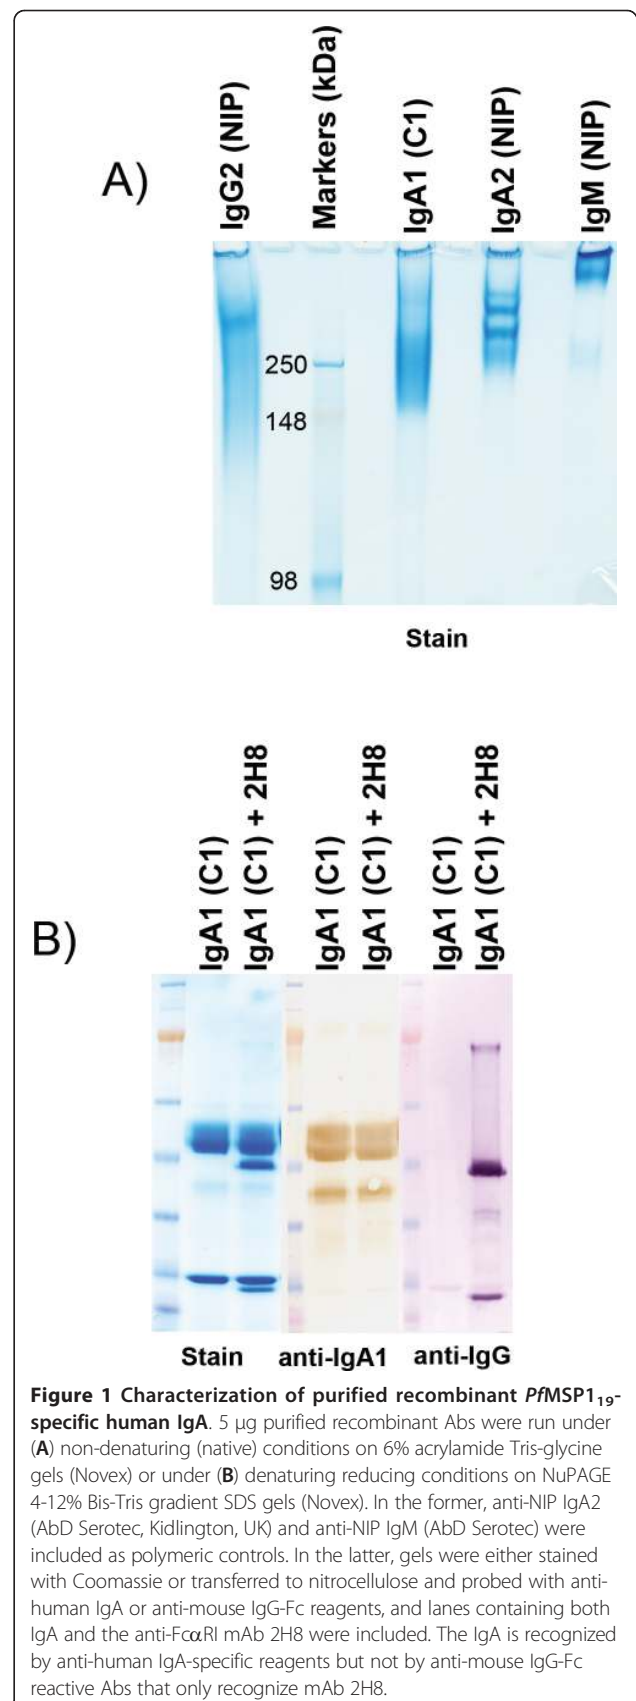 A)
IgG2 (NIP)
Markers (kDa)
IgA1 (C1)
IgA2 (NIP)
IgM (NIP)
250
148
98
Stain
B)
IgA1 (C1)
IgA1 (C1) + 2H8
IgA1 (C1)
IgA1 (C1) + 2H8
IgA1 (C1)
IgA1 (C1) + 2H8
Stain
anti-IgA1
anti-IgG
Figure 1 Characterization of purified recombinant PfMSP1₁₉-
specific human IgA. 5 μg purified recombinant Abs were run under
(A) non-denaturing (native) conditions on 6% acrylamide Tris-glycine
gels (Novex) or under (B) denaturing reducing conditions on NuPAGE
4-12% Bis-Tris gradient SDS gels (Novex). In the former, anti-NIP IgA2
(AbD Serotec, Kidlington, UK) and anti-NIP IgM (AbD Serotec) were
included as polymeric controls. In the latter, gels were either stained
with Coomassie or transferred to nitrocellulose and probed with anti-
human IgA or anti-mouse IgG-Fc reagents, and lanes containing both
IgA and the anti-FcαRI mAb 2H8 were included. The IgA is recognized
by anti-human IgA-specific reagents but not by anti-mouse IgG-Fc
reactive Abs that only recognize mAb 2H8.